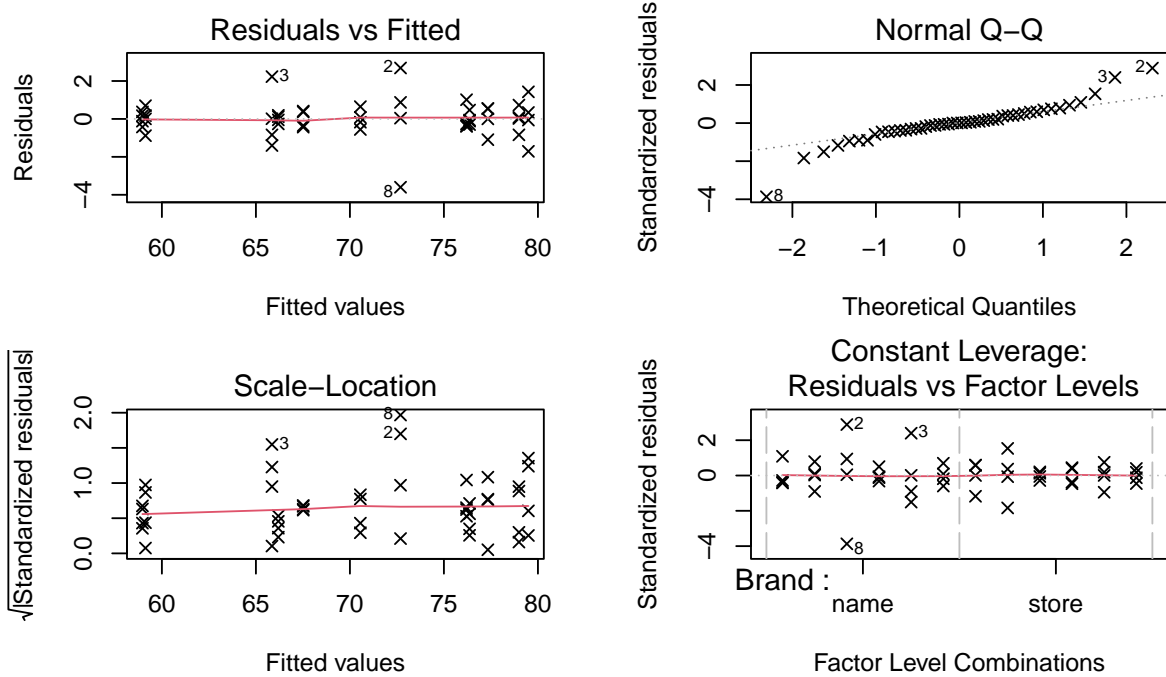 Residuals vs Fitted
Residuals
2
0
−4
3
2
8
60 65 70 75 80
Fitted values
Normal Q−Q
Standardized residuals
2
0
−4
8
3
2
−2 −1 0 1 2
Theoretical Quantiles
Scale−Location
√|Standardized residuals|
2.0
1.0
0.0
3
8
2
60 65 70 75 80
Fitted values
Constant Leverage:
Residuals vs Factor Levels
Standardized residuals
2
0
−4
2
3
8
Brand :
name store
Factor Level Combinations